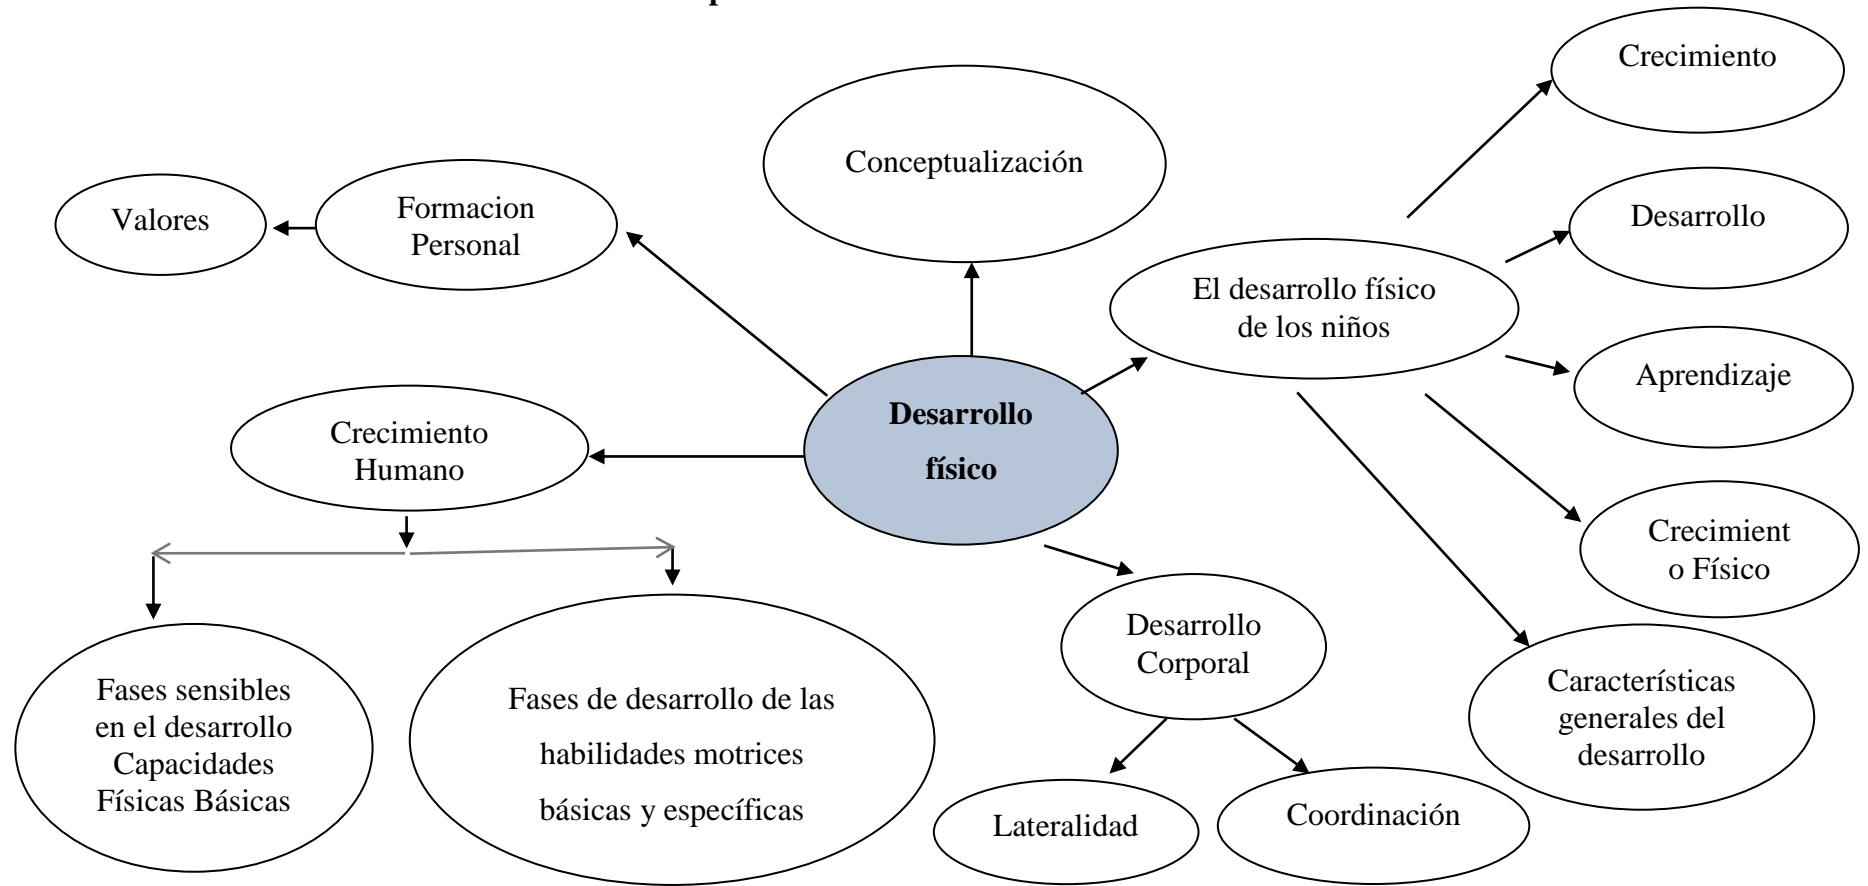 Crecimiento
Conceptualización
Valores
Formacion
Personal
Desarrollo
El desarrollo físico
de los niños
Aprendizaje
Desarrollo
físico
Crecimiento
Humano
Crecimient
o Físico
Desarrollo
Corporal
Fases sensibles
en el desarrollo
Capacidades
Físicas Básicas
Fases de desarrollo de las
habilidades motrices
básicas y específicas
Característícas
generales del
desarrollo
Lateralidad
Coordinación